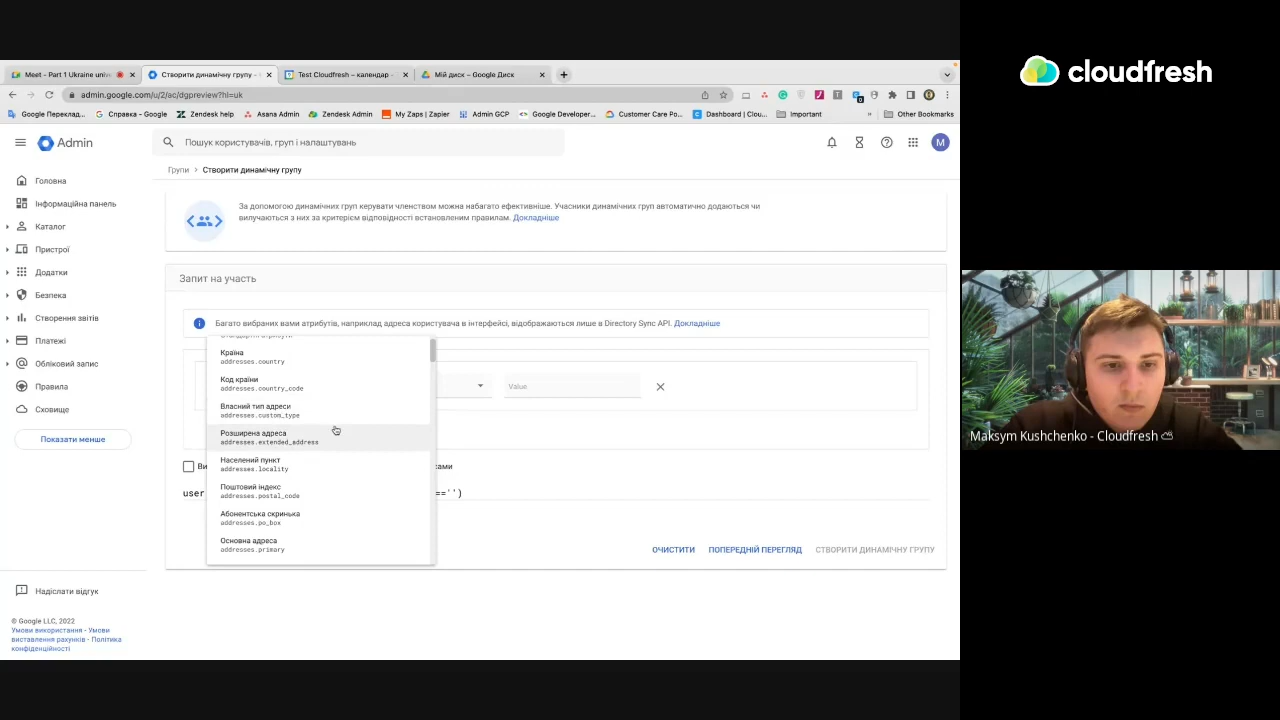 Meet - Part 1 Ukraine univ
Створити динамічну групу -
Test Cloudfresh – календар -
Мій диск – Google Диск
admin.google.com/u/2/ac/dgpreview?hl=uk
Google Переклад...
Справка – Google
Zendesk help
Asana Admin
Zendesk Admin
My Zaps | Zapier
Admin GCP
Google Developer...
Customer Care Po...
Dashboard | Clou...
Important
Other Bookmarks
Admin
Пошук користувачів, груп і налаштувань
M
Групи > Створити динамічну групу
Головна
Інформаційна панель
Каталог
Пристрої
Додатки
Безпека
Створення звітів
Платежі
Обліковий запис
Правила
Сховище
Показати менше
Надіслати відгук
© Google LLC, 2022
Умови використання - Умови
виставлення рахунків - Політика
конфіденційності
За допомогою динамічних груп керувати членством можна набагато ефективніше. Учасники динамічних груп автоматично додаються чи
вилучаються з них за критерієм відповідності встановленим правилам. Докладніше
Запит на участь
Багато вибраних вами атрибутів, наприклад адреса користувача в інтерфейсі, відображаються лише в Directory Sync API. Докладніше
Країна
addresses.country
Код країни
addresses.country_code
Власний тип адреси
addresses.custom_type
Розширена адреса
addresses.extended_address
Населений пункт
addresses.locality
Поштовий індекс
addresses.postal_code
Абонентська скринька
addresses.po_box
Основна адреса
addresses.primary
Value
user
=='')
ОЧИСТИТИ
ПОПЕРЕДНІЙ ПЕРЕГЛЯД
СТВОРИТИ ДИНАМІЧНУ ГРУПУ
cloudfresh
Maksym Kushchenko - Cloudfresh